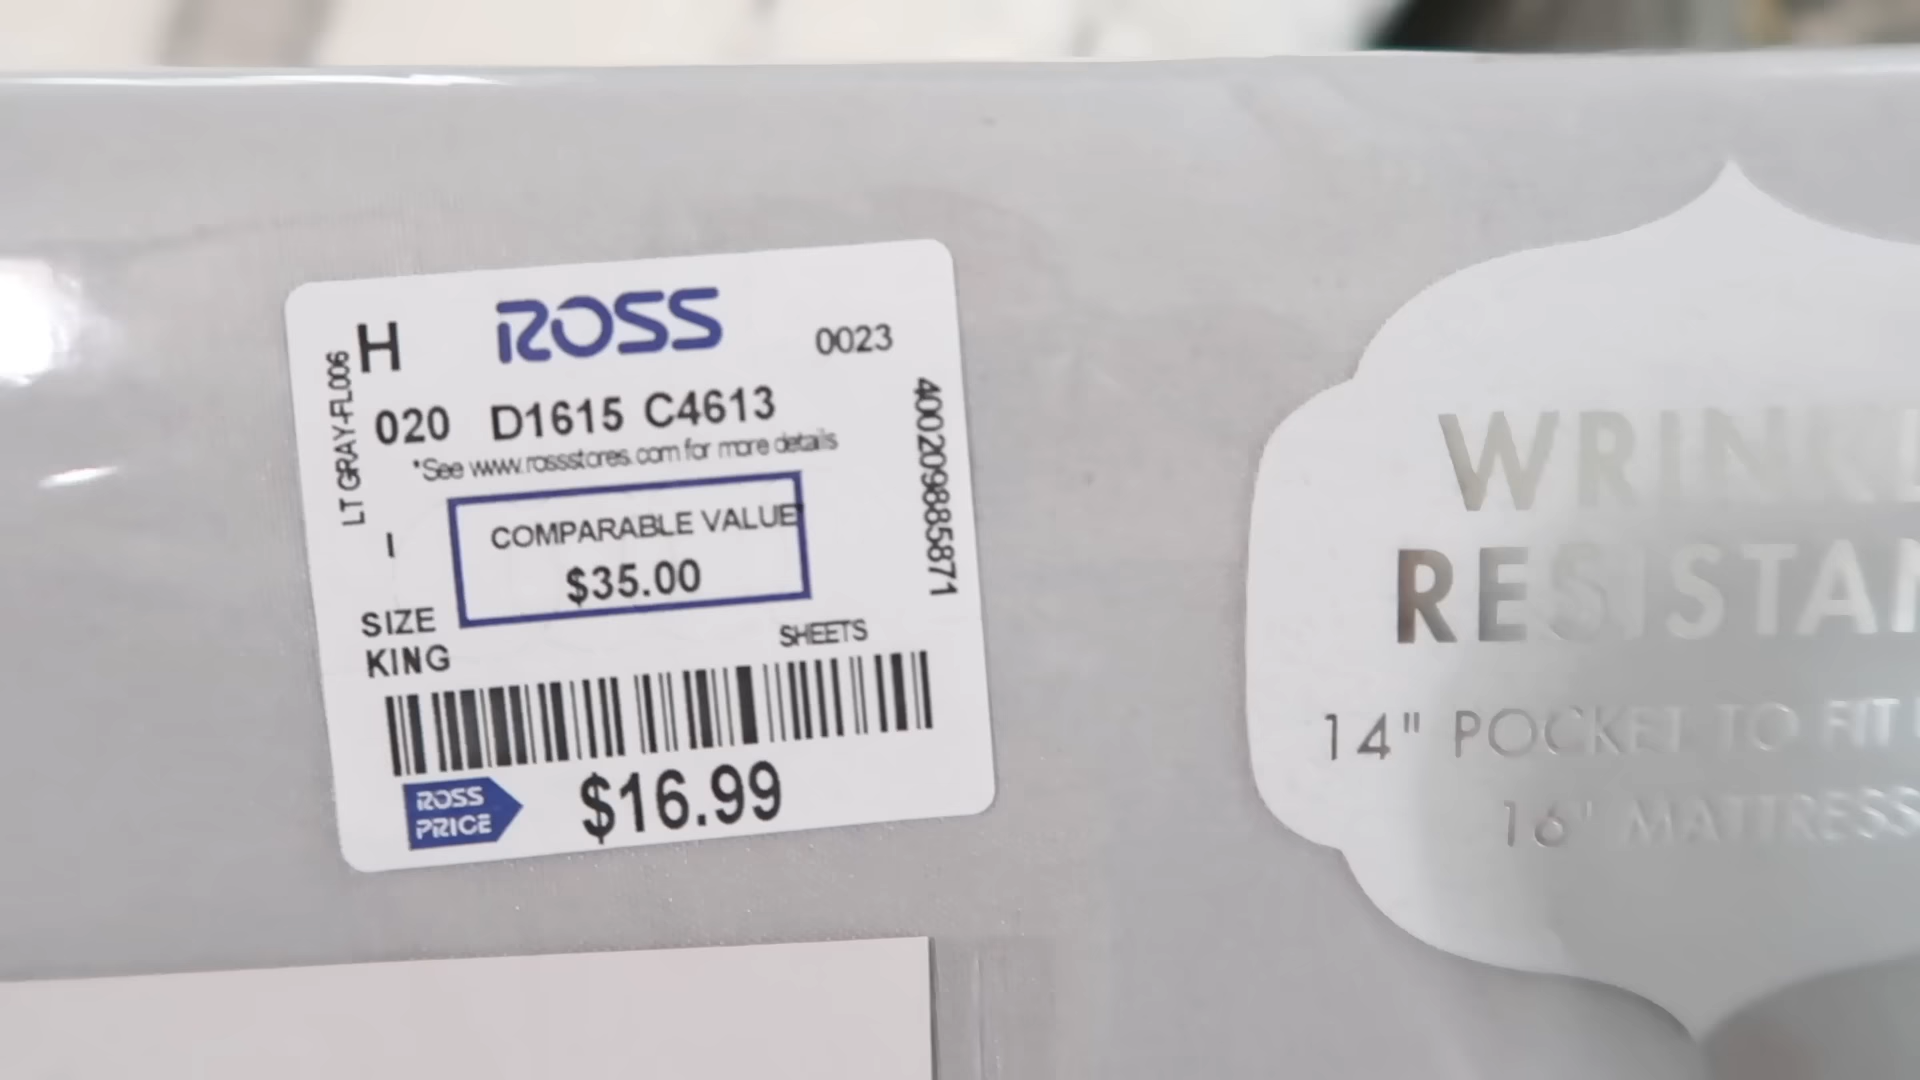 H ROSS 0023
LT GRAY-FL006
020 D1615 C4613
*See www.rossstores.com for more details
400209885871
COMPARABLE VALUE
$35.00
I
SIZE
KING
SHEETS
ROSS
PRICE
$16.99
WRINKL
RESISTAN
14" POCKET TO FIT
16" MATTRESS